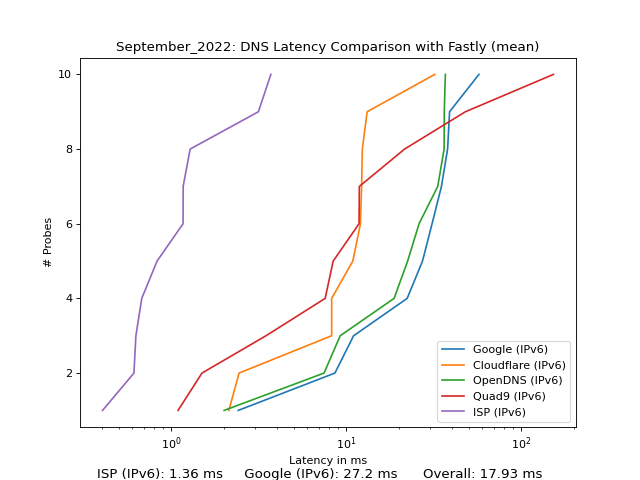 September_2022: DNS Latency Comparison with Fastly (mean)
10
8
6
4
2
# Probes
Google (IPv6)
Cloudflare (IPv6)
OpenDNS (IPv6)
Quad9 (IPv6)
ISP (IPv6)
10⁰ 10¹ 10²
Latency in ms
ISP (IPv6): 1.36 ms Google (IPv6): 27.2 ms Overall: 17.93 ms